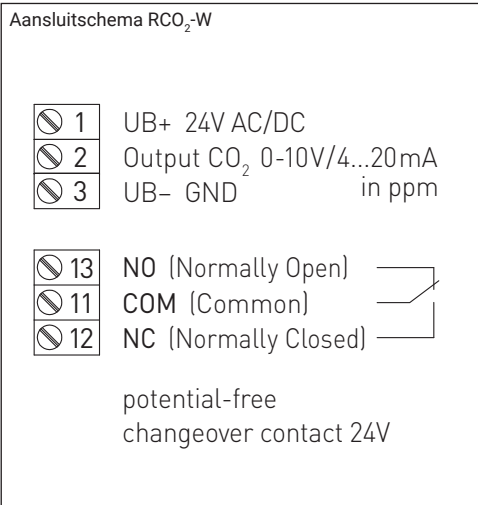 Aansluitschema RCO₂-W
1 UB+ 24V AC/DC
2 Output CO₂ 0-10V/4...20mA
3 UB– GND in ppm
13 NO (Normally Open)
11 COM (Common)
12 NC (Normally Closed)
potential-free
changeover contact 24V